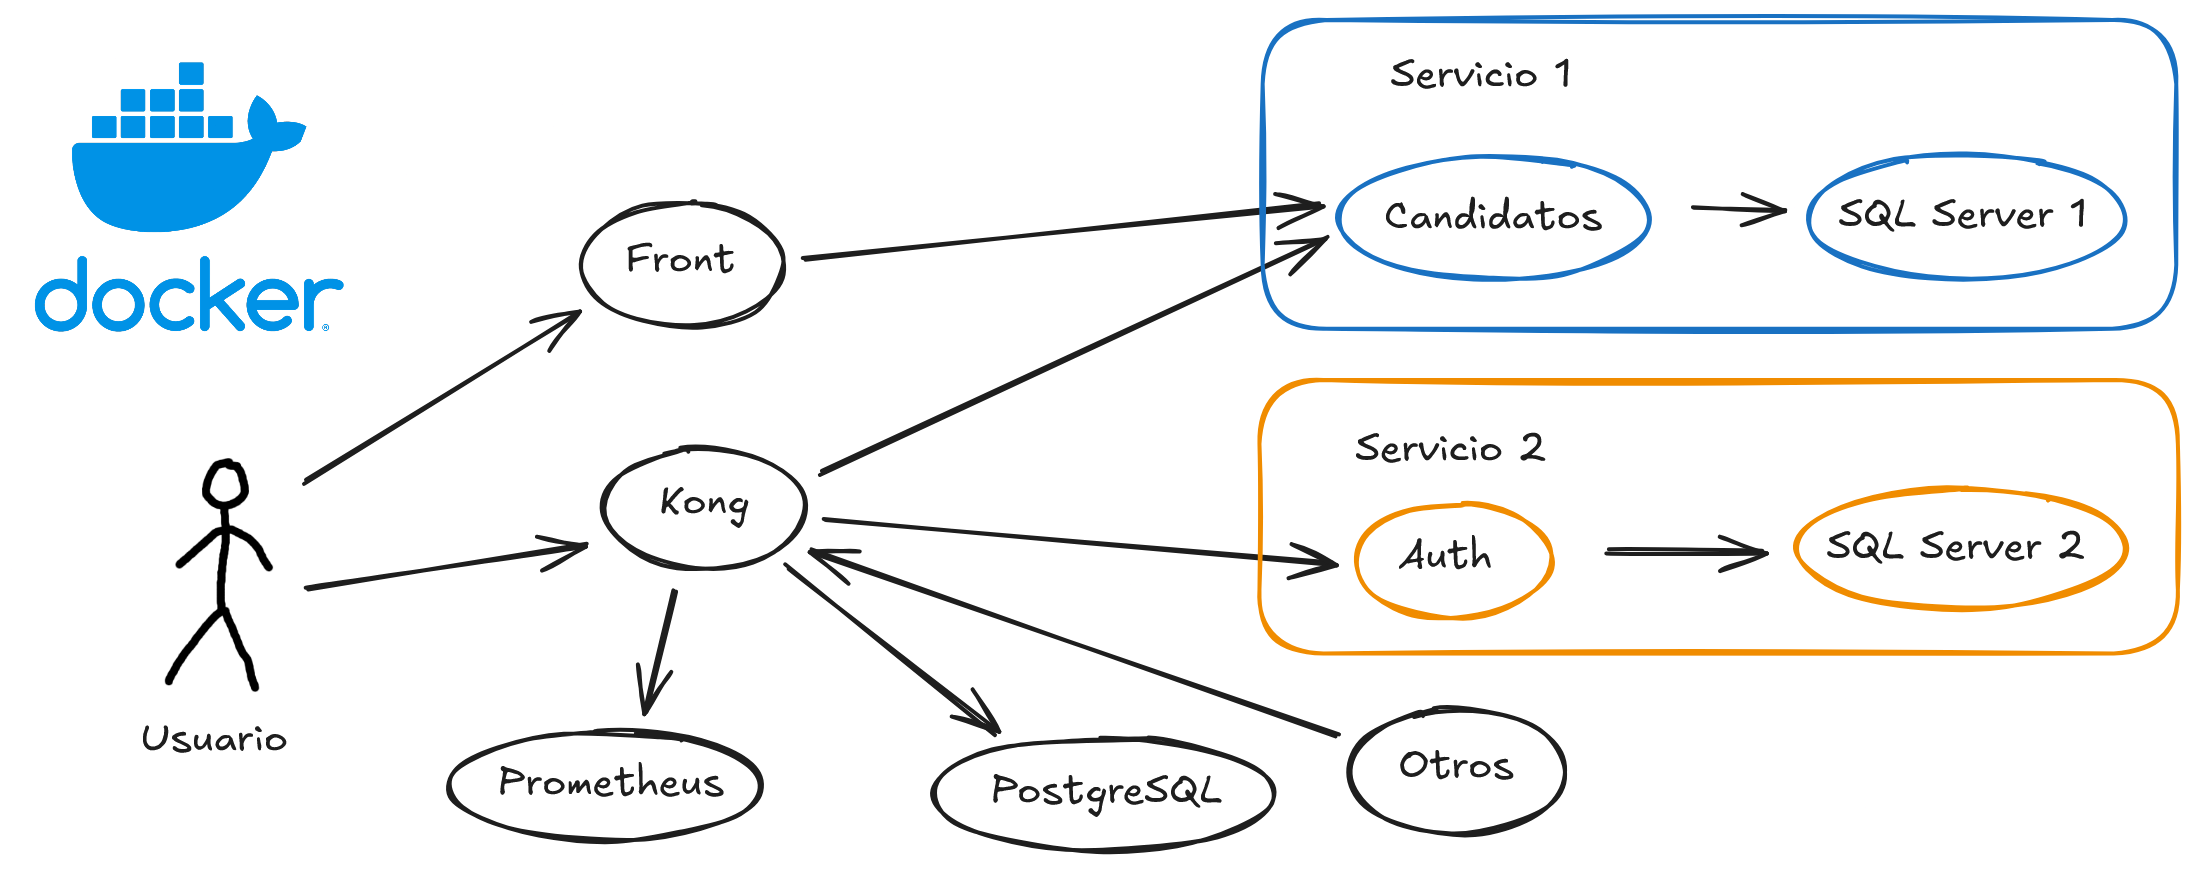 docker
Usuario
Front
Kong
Prometheus
PostgreSQL
Otros
Servicio 1
Candidatos
SQL Server 1
Servicio 2
Auth
SQL Server 2